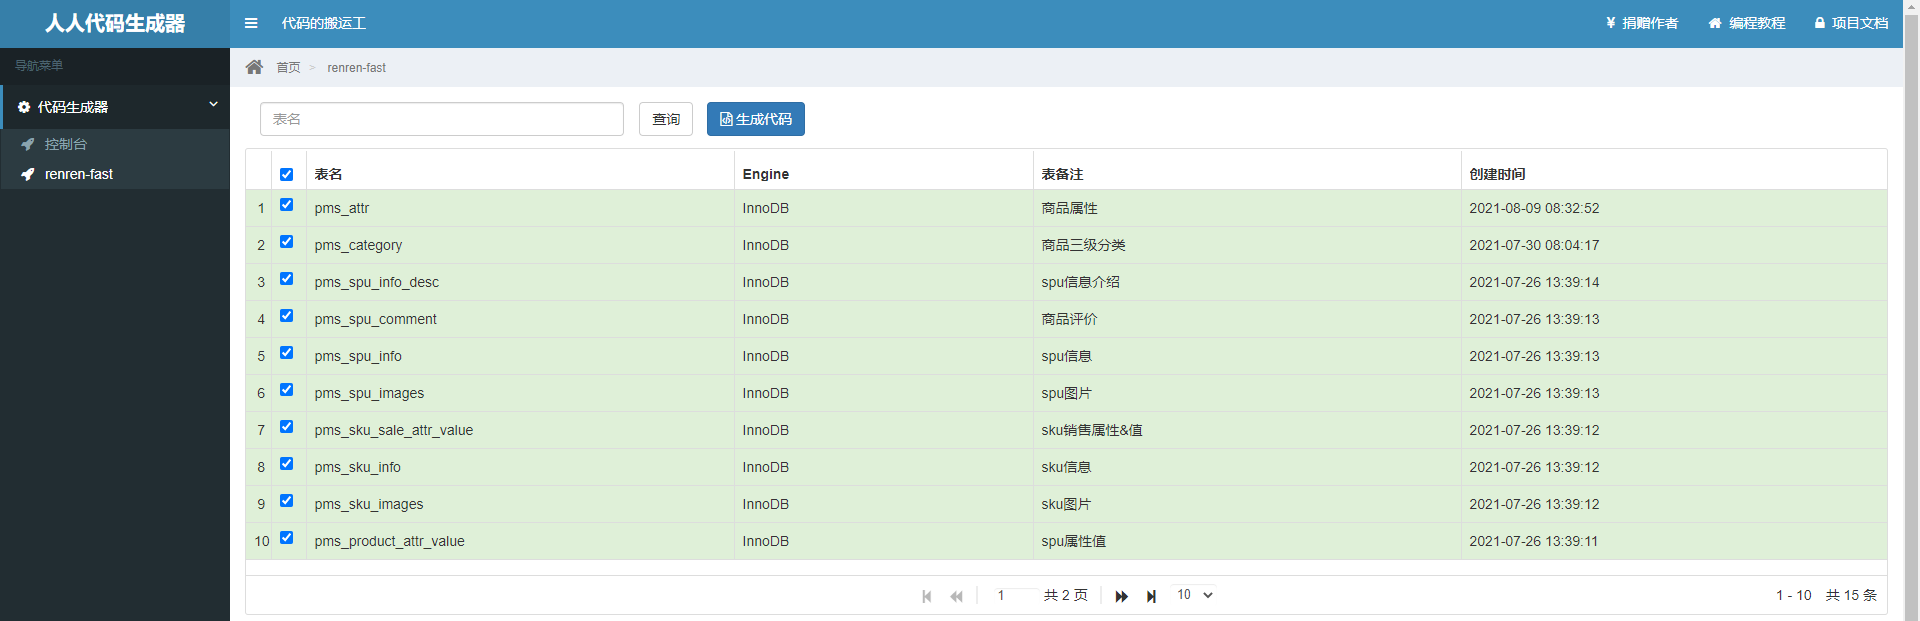 人人代码生成器
代码的搬运工
¥ 捐赠作者
编程教程
项目文档
导航菜单
代码生成器
控制台
renren-fast
首页 > renren-fast
表名
查询
生成代码
表名 Engine 表备注 创建时间
1 pms_attr InnoDB 商品属性 2021-08-09 08:32:52
2 pms_category InnoDB 商品三级分类 2021-07-30 08:04:17
3 pms_spu_info_desc InnoDB spu信息介绍 2021-07-26 13:39:14
4 pms_spu_comment InnoDB 商品评价 2021-07-26 13:39:13
5 pms_spu_info InnoDB spu信息 2021-07-26 13:39:13
6 pms_spu_images InnoDB spu图片 2021-07-26 13:39:13
7 pms_sku_sale_attr_value InnoDB sku销售属性&值 2021-07-26 13:39:12
8 pms_sku_info InnoDB sku信息 2021-07-26 13:39:12
9 pms_sku_images InnoDB sku图片 2021-07-26 13:39:12
10 pms_product_attr_value InnoDB spu属性值 2021-07-26 13:39:11
1 共 2 页 10 1 - 10 共 15 条